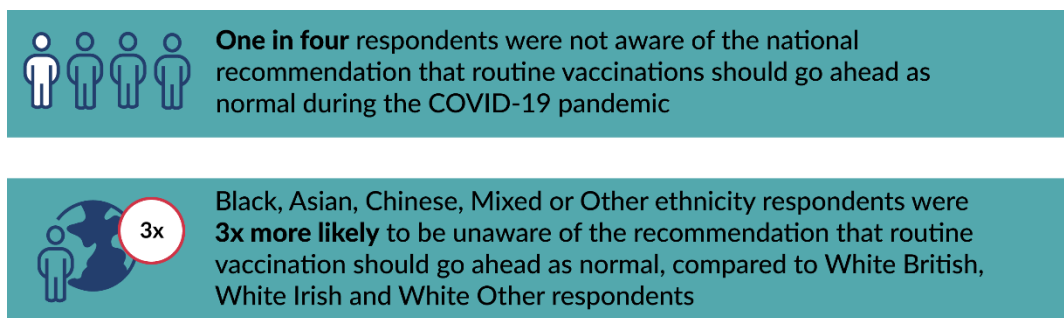 One in four respondents were not aware of the national
recommendation that routine vaccinations should go ahead as
normal during the COVID-19 pandemic
3x
Black, Asian, Chinese, Mixed or Other ethnicity respondents were
3x more likely to be unaware of the recommendation that routine
vaccination should go ahead as normal, compared to White British,
White Irish and White Other respondents